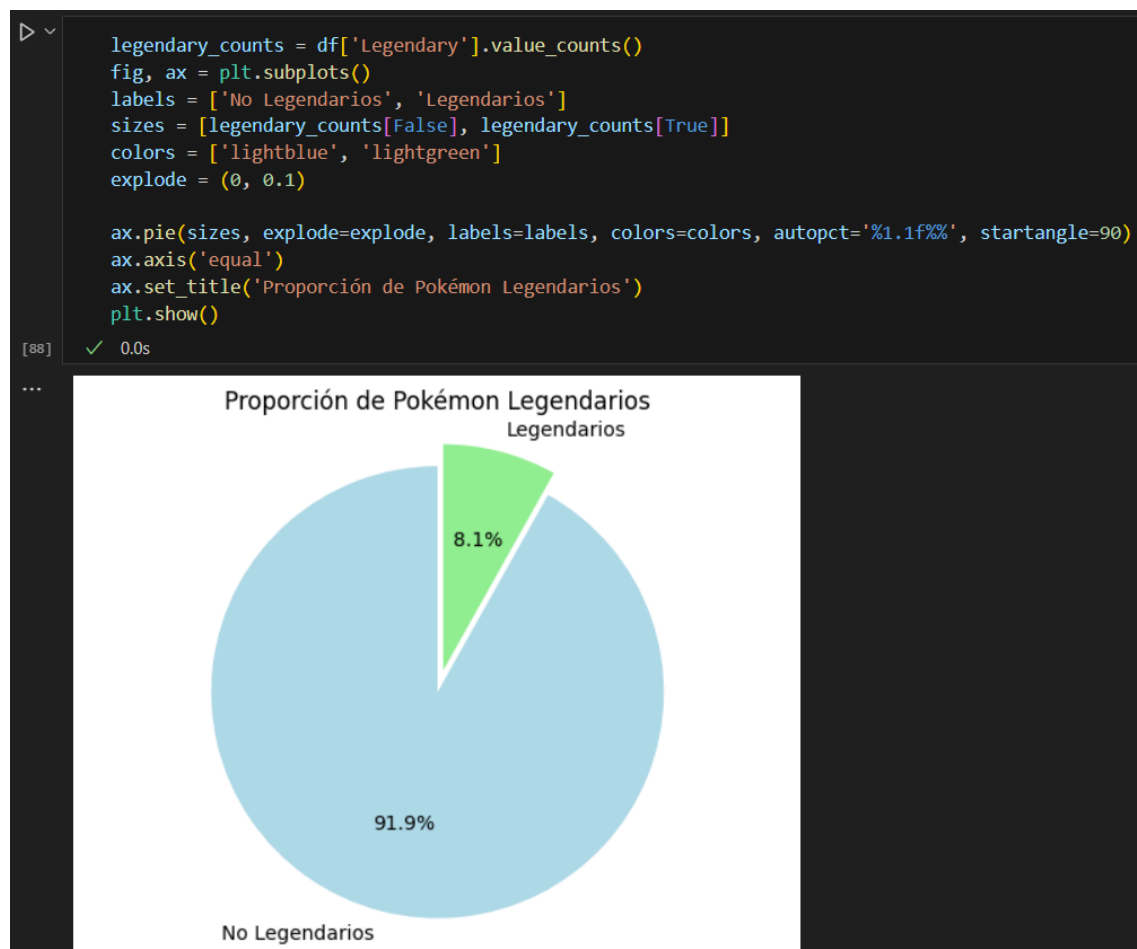 legendary_counts = df['Legendary'].value_counts()
fig, ax = plt.subplots()
labels = ['No Legendarios', 'Legendarios']
sizes = [legendary_counts[False], legendary_counts[True]]
colors = ['lightblue', 'lightgreen']
explode = (0, 0.1)
ax.pie(sizes, explode=explode, labels=labels, colors=colors, autopct='%1.1f%%', startangle=90)
ax.axis('equal')
ax.set_title('Proporción de Pokémon Legendarios')
plt.show()
[88] 0.0s
...
Proporción de Pokémon Legendarios
Legendarios
8.1%
91.9%
No Legendarios